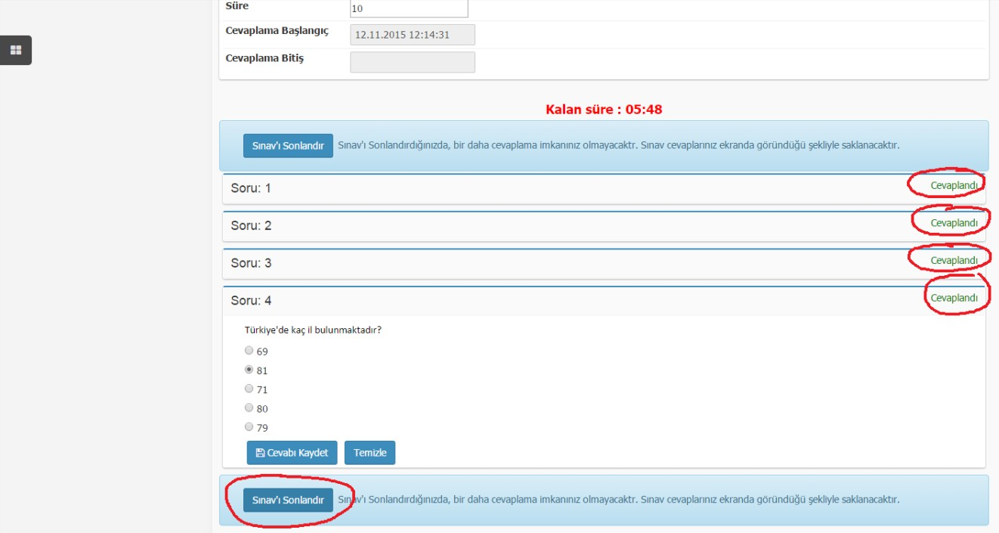 Süre 10
Cevaplama Başlangıç 12.11.2015 12:14:31
Cevaplama Bitiş
Kalan süre : 05:48
Sınav'ı Sonlandır Sınav'ı Sonlandırdığınızda, bir daha cevaplama imkanınız olmayacaktr. Sınav cevaplarınız ekranda göründüğü şekliyle saklanacaktır.
Soru: 1 Cevaplandı
Soru: 2 Cevaplandı
Soru: 3 Cevaplandı
Soru: 4 Cevaplandı
Türkiye'de kaç il bulunmaktadır?
69
81
71
80
79
Cevabı Kaydet Temizle
Sınav'ı Sonlandır Sınav'ı Sonlandırdığınızda, bir daha cevaplama imkanınız olmayacaktr. Sınav cevaplarınız ekranda göründüğü şekliyle saklanacaktır.